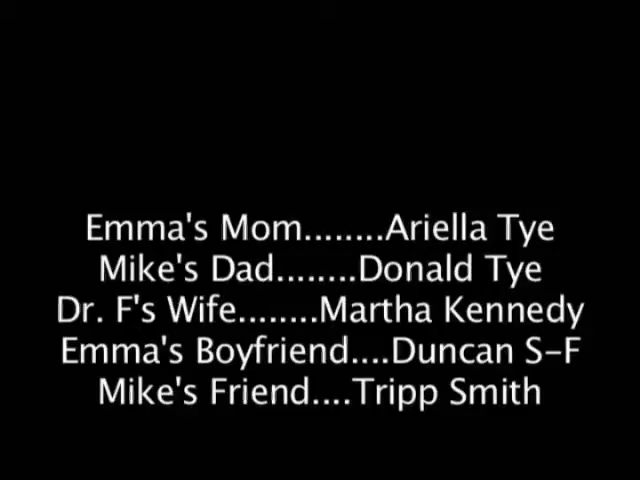 Emma's Mom........Ariella Tye
Mike's Dad........Donald Tye
Dr. F's Wife........Martha Kennedy
Emma's Boyfriend....Duncan S-F
Mike's Friend....Tripp Smith